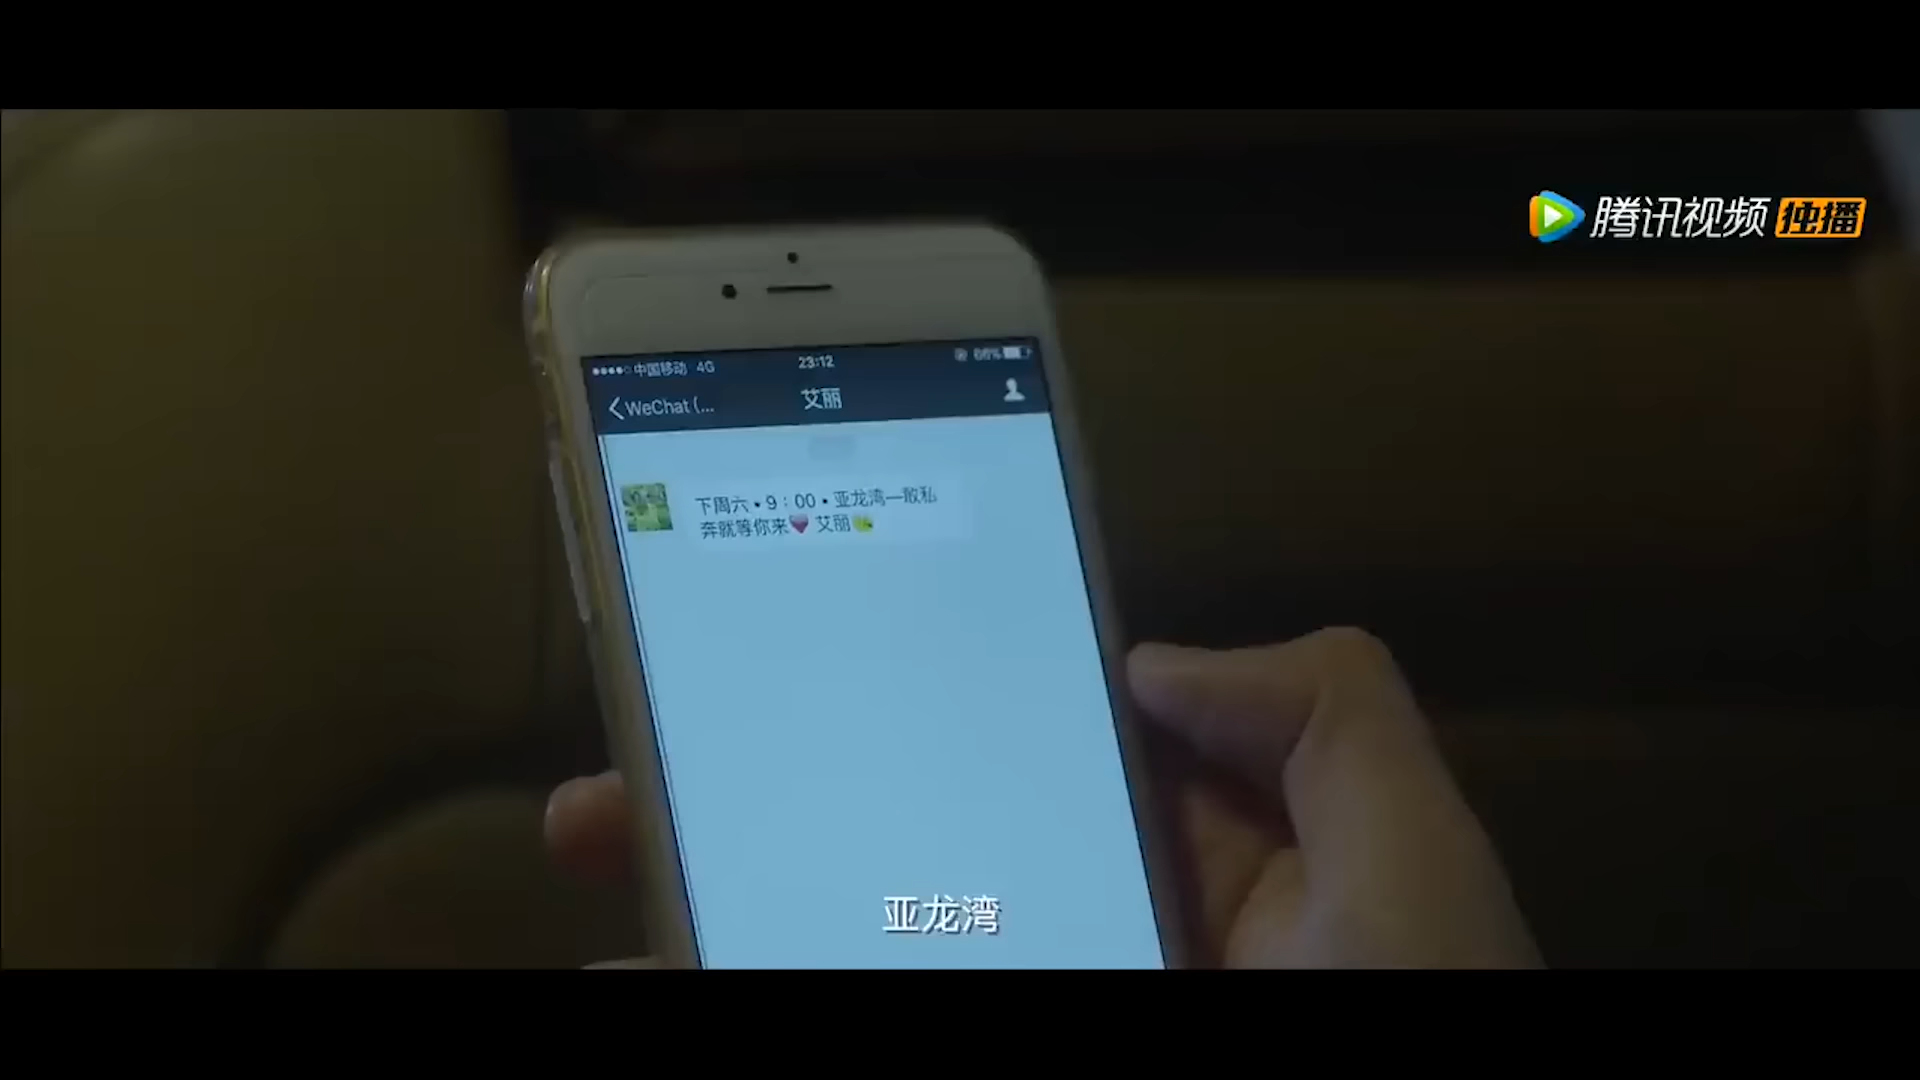 腾讯视频 独播
中国移动 4G 23:12 66%
WeChat (... 艾丽
下周六•9：00•亚龙湾—敢私
奔就等你来 艾丽
亚龙湾